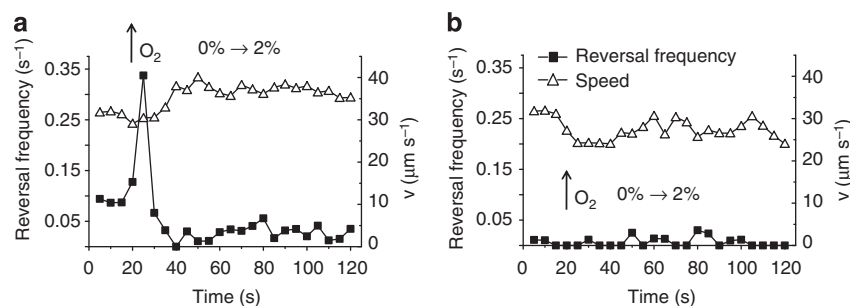 a
O₂
0% → 2%
Reversal frequency (s⁻¹)
0.35
0.25
0.15
0.05
40
30
20
10
0
v (μm s⁻¹)
0 20 40 60 80 100 120
Time (s)
b
Reversal frequency
Speed
O₂
0% → 2%
Reversal frequency (s⁻¹)
0.35
0.25
0.15
0.05
40
30
20
10
0
v (μm s⁻¹)
0 20 40 60 80 100 120
Time (s)